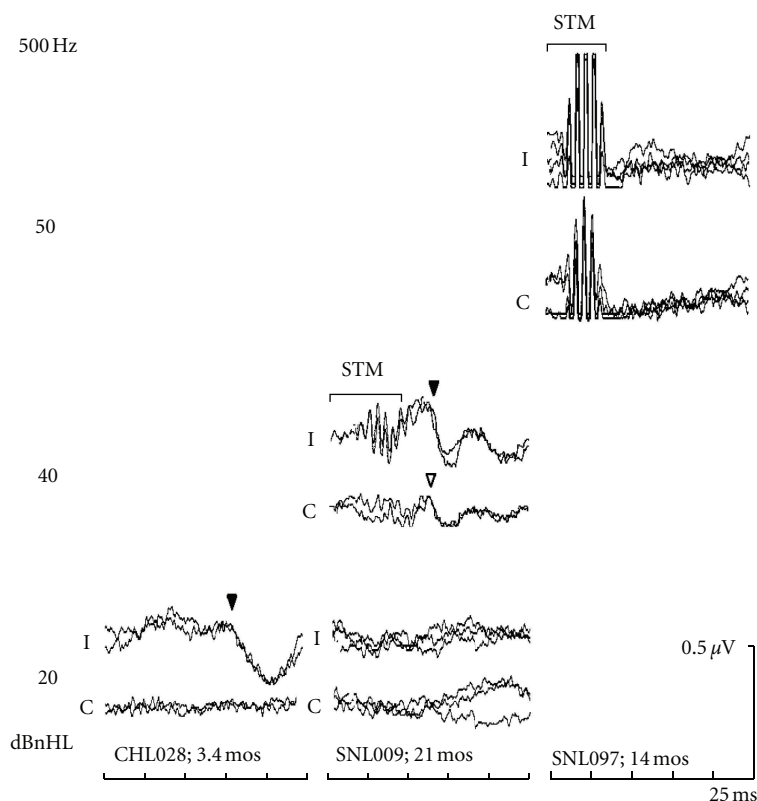 STM
500 Hz
I
50
C
STM
I
40
C
I
I
0.5 μV
20
C
C
dBnHL
CHL028; 3.4 mos
SNL009; 21 mos
SNL097; 14 mos
25 ms